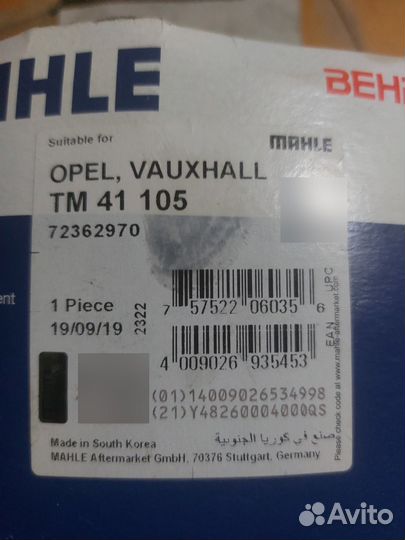 MAHLE
BEH
Suitable for
MAHLE
OPEL, VAUXHALL
TM 41 105
72362970
1 Piece
19/09/19
2322
7 57522 06035 6
UPC
4 009026 935453
EAN
www.mahle-aftermarket.com
Please check code at
(01)14009026534998
(21)Y48260004000QS
Made in South Korea
صنع في كوريا الجنوبية
MAHLE Aftermarket GmbH, 70376 Stuttgart, Germany
ent
Avito